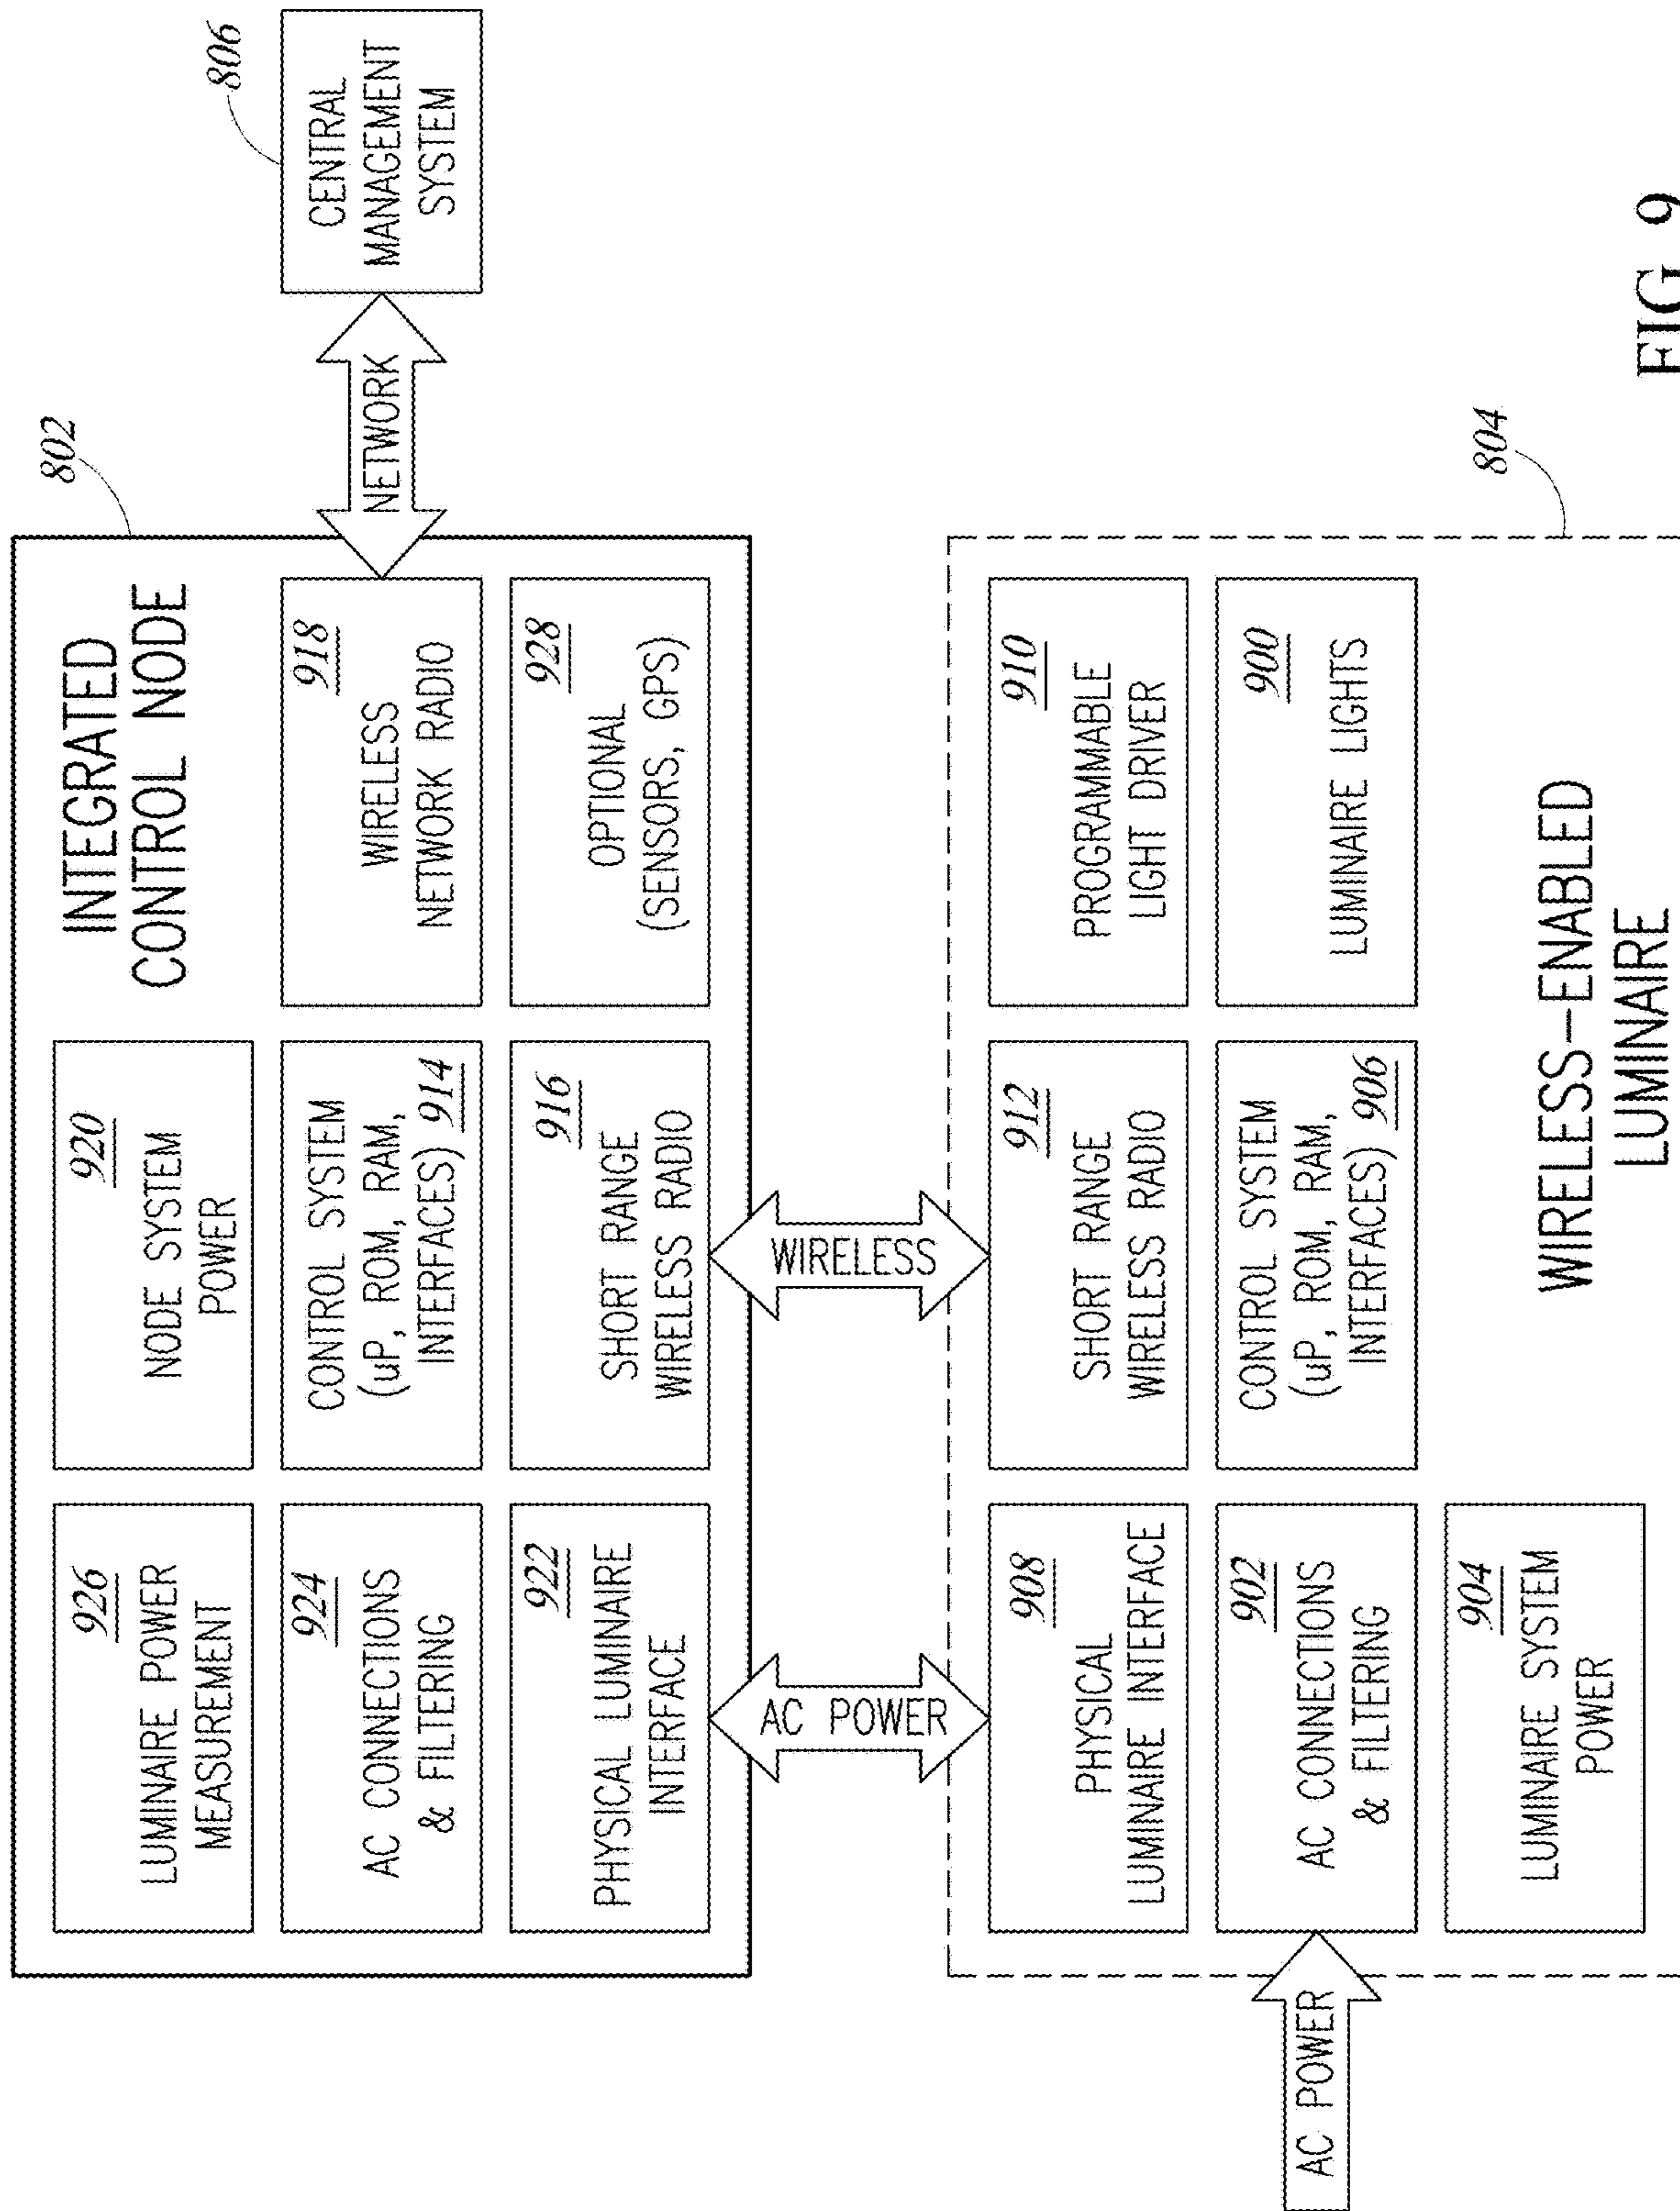 802
INTEGRATED
CONTROL NODE
926
LUMINAIRE POWER
MEASUREMENT
920
NODE SYSTEM
POWER
924
AC CONNECTIONS
& FILTERING
CONTROL SYSTEM
(uP, ROM, RAM,
INTERFACES) 914
918
WIRELESS
NETWORK RADIO
NETWORK
806
CENTRAL
MANAGEMENT
SYSTEM
922
PHYSICAL LUMINAIRE
INTERFACE
916
SHORT RANGE
WIRELESS RADIO
928
OPTIONAL
(SENSORS, GPS)
AC POWER
WIRELESS
908
PHYSICAL
LUMINAIRE INTERFACE
912
SHORT RANGE
WIRELESS RADIO
910
PROGRAMMABLE
LIGHT DRIVER
AC POWER
902
AC CONNECTIONS
& FILTERING
CONTROL SYSTEM
(uP, ROM, RAM,
INTERFACES) 906
900
LUMINAIRE LIGHTS
904
LUMINAIRE SYSTEM
POWER
WIRELESS-ENABLED
LUMINAIRE
804
FIG 9